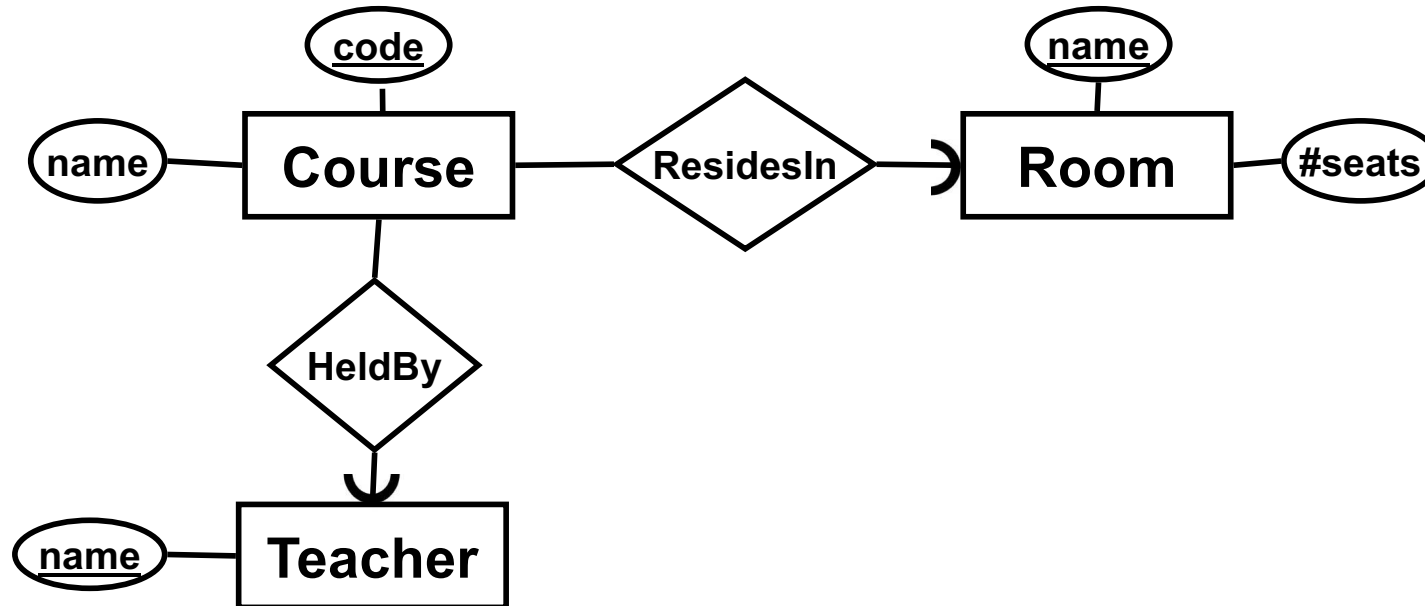 code
name
name
Course
ResidesIn
Room
#seats
HeldBy
name
Teacher